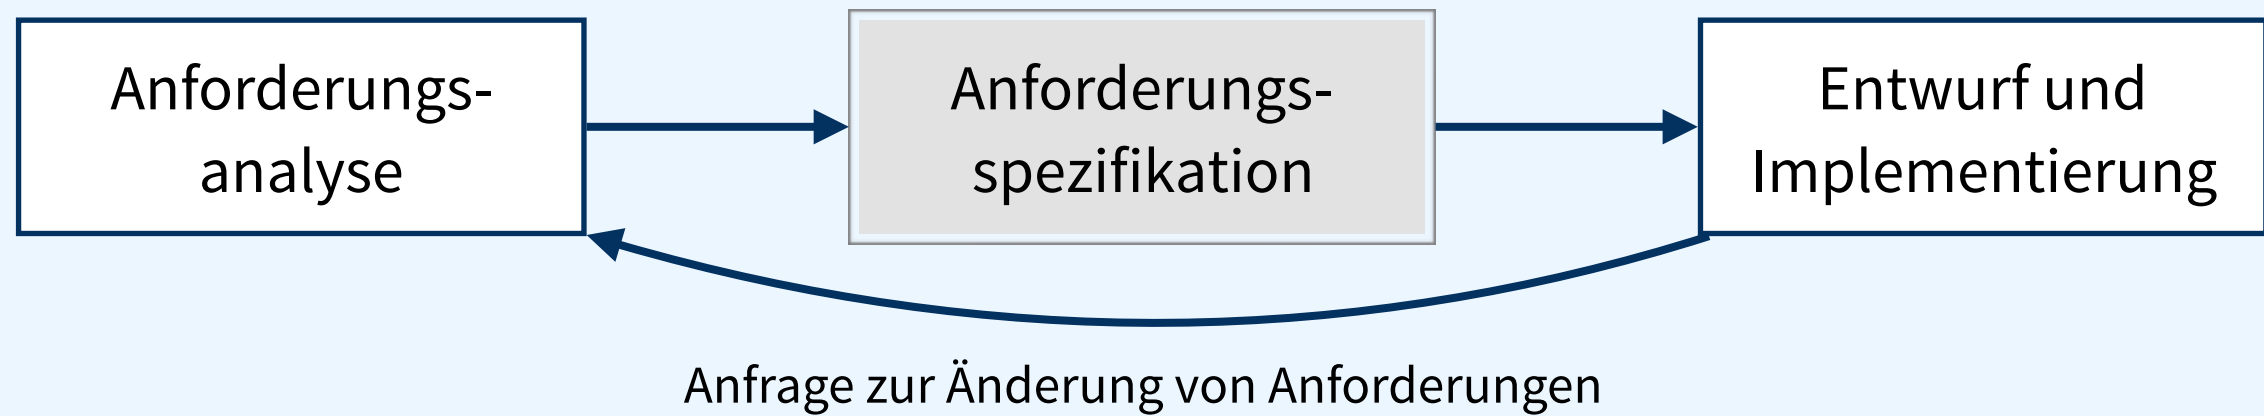 Anforderungs-
analyse
Anforderungs-
spezifikation
Entwurf und
Implementierung
Anfrage zur Änderung von Anforderungen